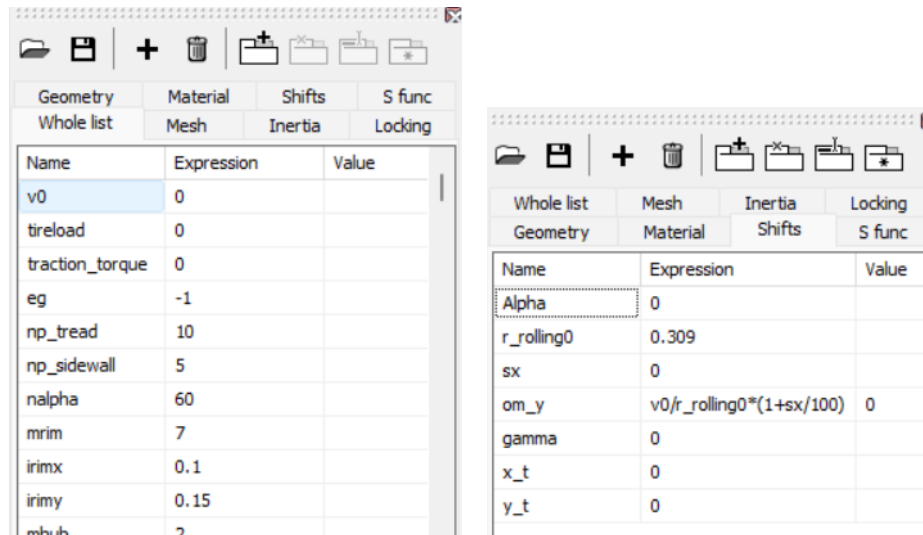 Geometry Material Shifts S func
Whole list Mesh Inertia Locking
Name Expression Value
v0 0
tireload 0
traction_torque 0
eg -1
np_tread 10
np_sidewall 5
nalpha 60
mrim 7
irimx 0.1
irimy 0.15
mhub 2
Whole list Mesh Inertia Locking
Geometry Material Shifts S func
Name Expression Value
Alpha 0
r_rolling0 0.309
sx 0
om_y v0/r_rolling0*(1+sx/100) 0
gamma 0
x_t 0
y_t 0